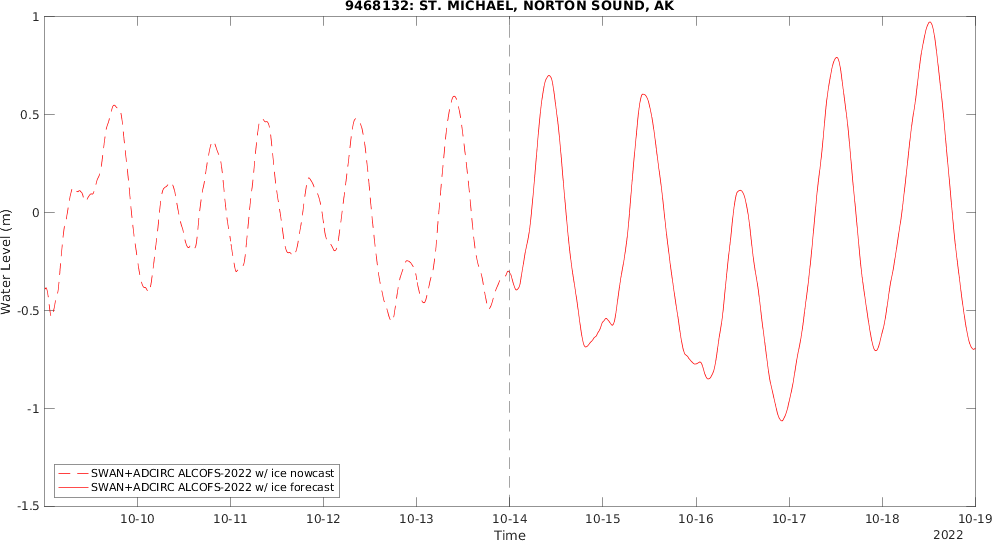 9468132: ST. MICHAEL, NORTON SOUND, AK
1
0.5
0
-0.5
-1
-1.5
Water Level (m)
SWAN+ADCIRC ALCOFS-2022 w/ ice nowcast
SWAN+ADCIRC ALCOFS-2022 w/ ice forecast
10-10 10-11 10-12 10-13 10-14 10-15 10-16 10-17 10-18 10-19
Time
2022